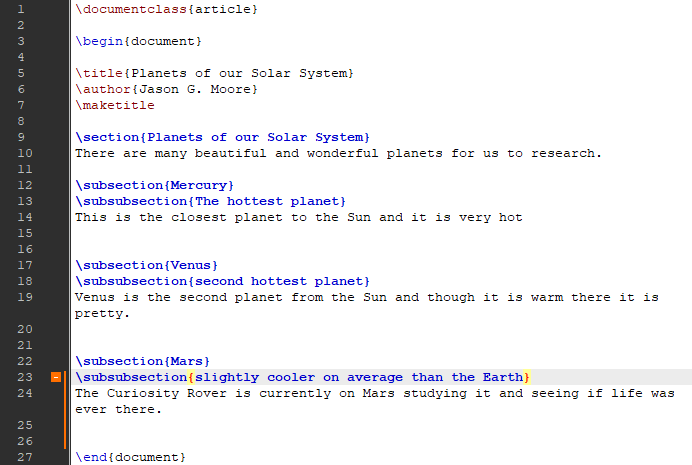 1 \documentclass{article}
2
3 \begin{document}
4
5 \title{Planets of our Solar System}
6 \author{Jason G. Moore}
7 \maketitle
8
9 \section{Planets of our Solar System}
10 There are many beautiful and wonderful planets for us to research.
11
12 \subsection{Mercury}
13 \subsubsection{The hottest planet}
14 This is the closest planet to the Sun and it is very hot
15
16
17 \subsection{Venus}
18 \subsubsection{second hottest planet}
19 Venus is the second planet from the Sun and though it is warm there it is
pretty.
20
21
22 \subsection{Mars}
23 \subsubsection{slightly cooler on average than the Earth}
24 The Curiosity Rover is currently on Mars studying it and seeing if life was
ever there.
25
26
27 \end{document}